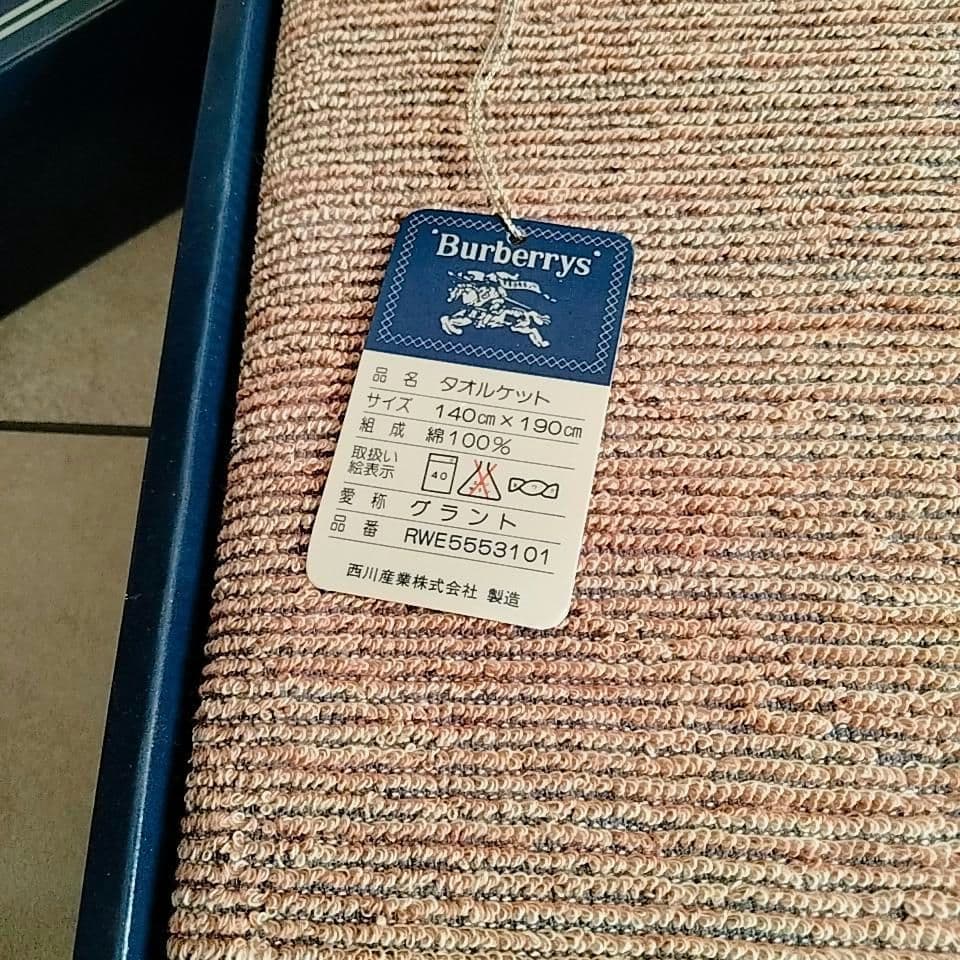 Burberrys
品名 タオルケット
サイズ 140㎝×190㎝
組成 綿100%
取扱い
絵表示 40
愛称 グラント
品番 RWE5553101
西川産業株式会社 製造